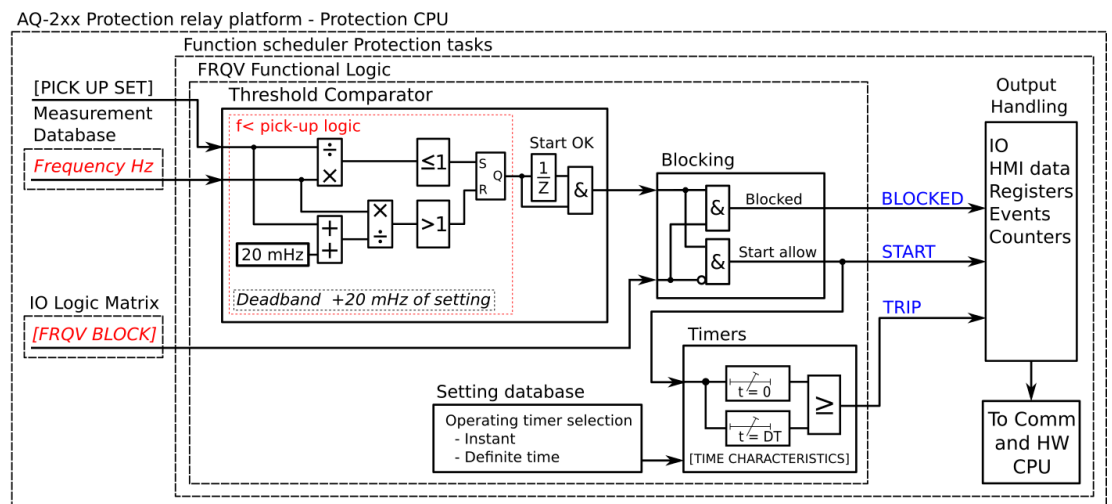 AQ-2xx Protection relay platform - Protection CPU
Function scheduler Protection tasks
FRQV Functional Logic
Threshold Comparator
[PICK UP SET]
Measurement
Database
Frequency Hz
f< pick-up logic
÷
×
≤1
S
Q
R
Start OK
1
Z
&
×
÷
>1
+
+
20 mHz
Deadband +20 mHz of setting
IO Logic Matrix
[FRQV BLOCK]
Blocking
&
Blocked
&
Start allow
BLOCKED
START
TRIP
Output
Handling
IO
HMI data
Registers
Events
Counters
To Comm
and HW
CPU
Timers
t = 0
t = DT
≥
[TIME CHARACTERISTICS]
Setting database
Operating timer selection
- Instant
- Definite time